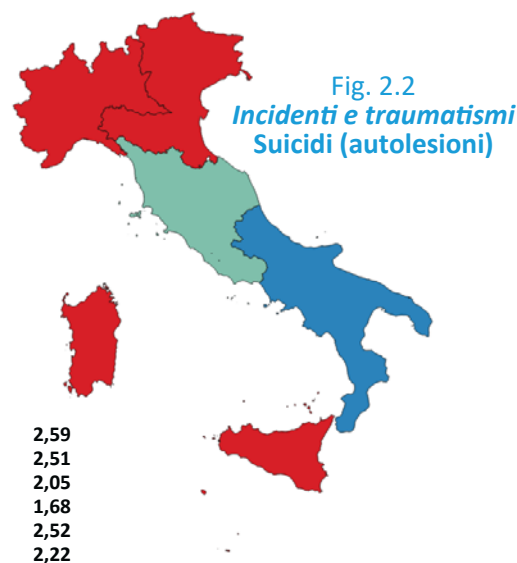 Fig. 2.2
Incidenti e traumatismi
Suicidi (autolesioni)
2,59
2,51
2,05
1,68
2,52
2,22